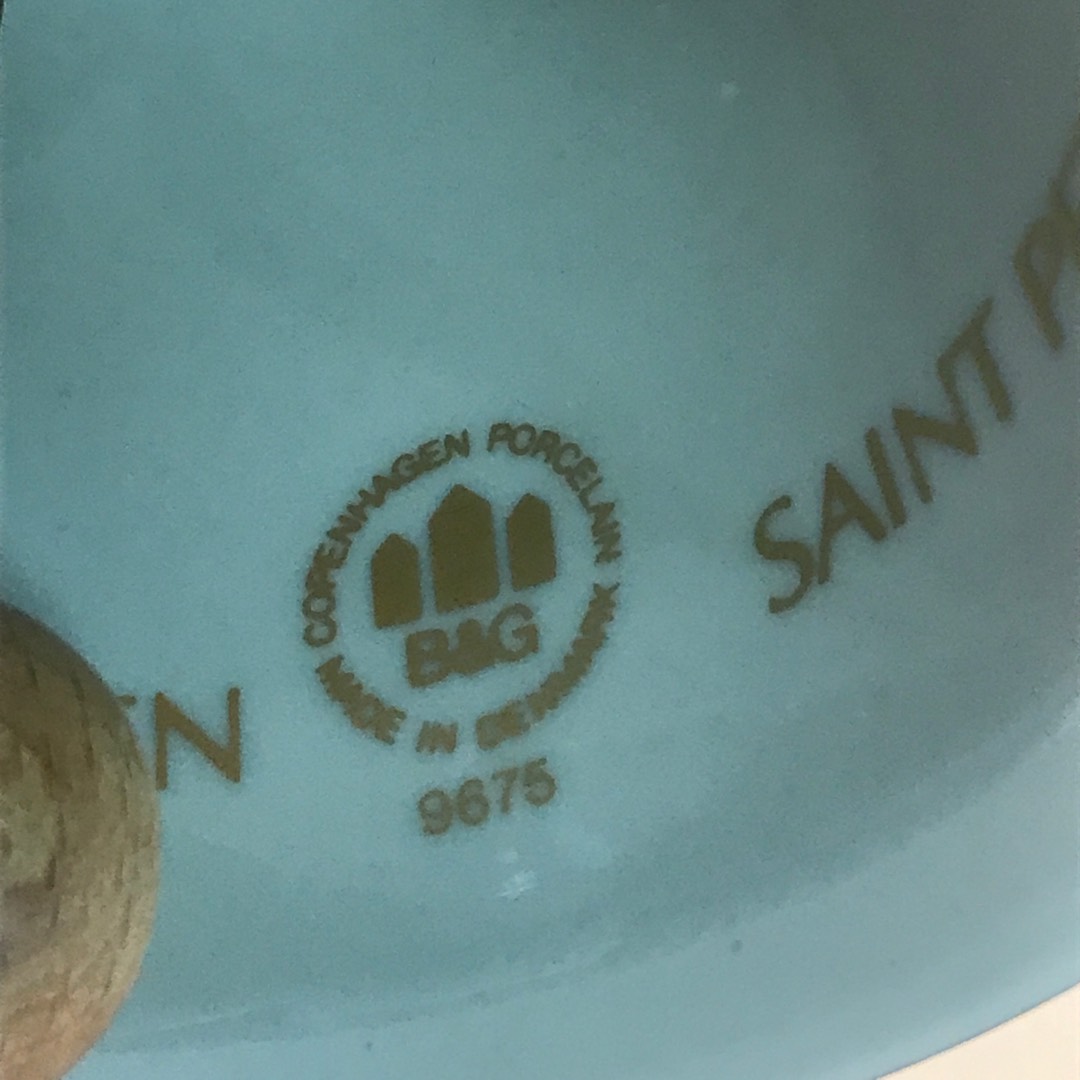 COPENHAGEN PORCELAIN
B&G
MADE IN DENMARK
9675
SAINT